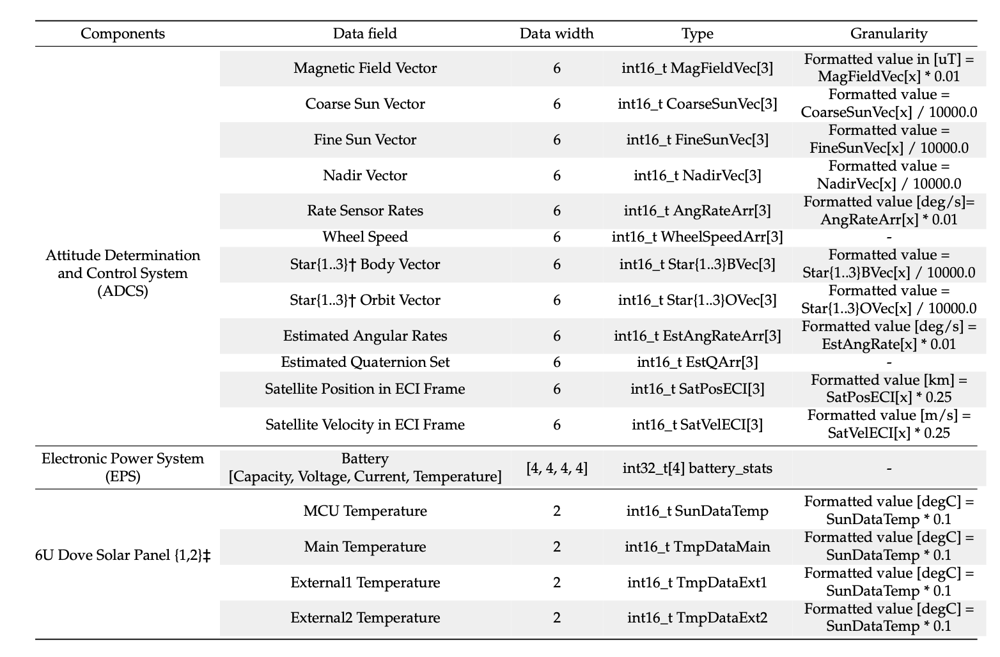 Components Data field Data width Type Granularity
Magnetic Field Vector 6 int16_t MagFieldVec[3] Formatted value in [uT] =
MagFieldVec[x] * 0.01
Coarse Sun Vector 6 int16_t CoarseSunVec[3] Formatted value =
CoarseSunVec[x] / 10000.0
Fine Sun Vector 6 int16_t FineSunVec[3] Formatted value =
FineSunVec[x] / 10000.0
Nadir Vector 6 int16_t NadirVec[3] Formatted value =
NadirVec[x] / 10000.0
Rate Sensor Rates 6 int16_t AngRateArr[3] Formatted value [deg/s]=
AngRateArr[x] * 0.01
Wheel Speed 6 int16_t WheelSpeedArr[3] -
Attitude Determination
and Control System
(ADCS)
Star{1..3}† Body Vector 6 int16_t Star{1..3}BVec[3] Formatted value =
Star{1..3}BVec[x] / 10000.0
Star{1..3}† Orbit Vector 6 int16_t Star{1..3}OVec[3] Formatted value =
Star{1..3}OVec[x] / 10000.0
Estimated Angular Rates 6 int16_t EstAngRateArr[3] Formatted value [deg/s] =
EstAngRate[x] * 0.01
Estimated Quaternion Set 6 int16_t EstQArr[3] -
Satellite Position in ECI Frame 6 int16_t SatPosECI[3] Formatted value [km] =
SatPosECI[x] * 0.25
Satellite Velocity in ECI Frame 6 int16_t SatVelECI[3] Formatted value [m/s] =
SatVelECI[x] * 0.25
Electronic Power System
(EPS)
Battery
[Capacity, Voltage, Current, Temperature] [4, 4, 4, 4] int32_t[4] battery_stats -
MCU Temperature 2 int16_t SunDataTemp Formatted value [degC] =
SunDataTemp * 0.1
6U Dove Solar Panel {1,2}‡
Main Temperature 2 int16_t TmpDataMain Formatted value [degC] =
SunDataTemp * 0.1
External1 Temperature 2 int16_t TmpDataExt1 Formatted value [degC] =
SunDataTemp * 0.1
External2 Temperature 2 int16_t TmpDataExt2 Formatted value [degC] =
SunDataTemp * 0.1